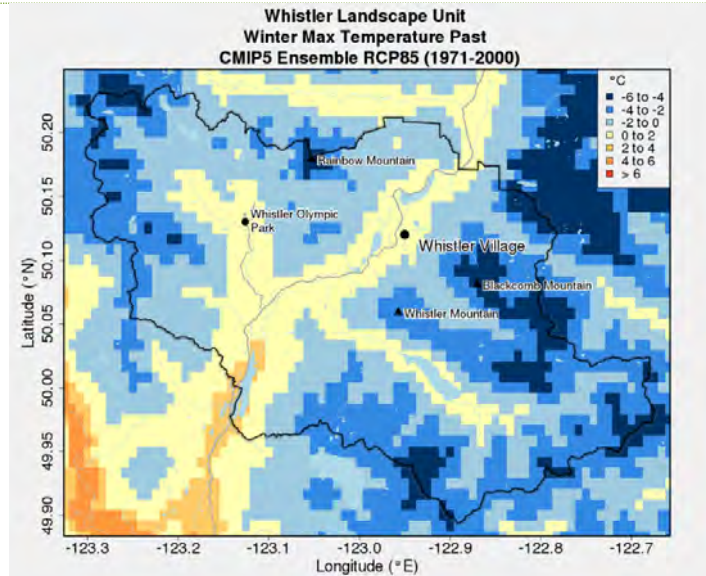 Whistler Landscape Unit
Winter Max Temperature Past
CMIP5 Ensemble RCP85 (1971-2000)
°C
-6 to -4
-4 to -2
-2 to 0
0 to 2
2 to 4
4 to 6
> 6
Rainbow Mountain
Whistler Olympic
Park
Whistler Village
Blackcomb Mountain
Whistler Mountain
Latitude (°N)
50.20
50.15
50.10
50.05
50.00
49.95
49.90
-123.3
-123.2
-123.1
-123.0
-122.9
-122.8
-122.7
Longitude (°E)